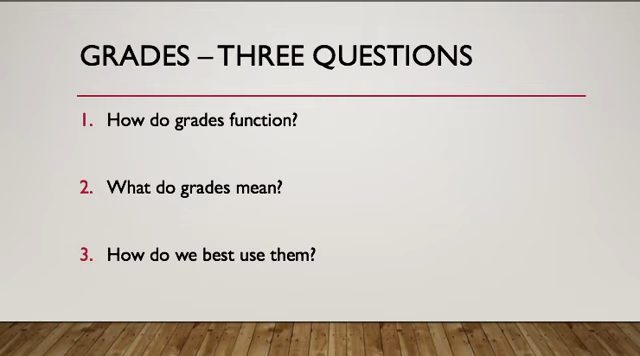 GRADES – THREE QUESTIONS
1. How do grades function?
2. What do grades mean?
3. How do we best use them?